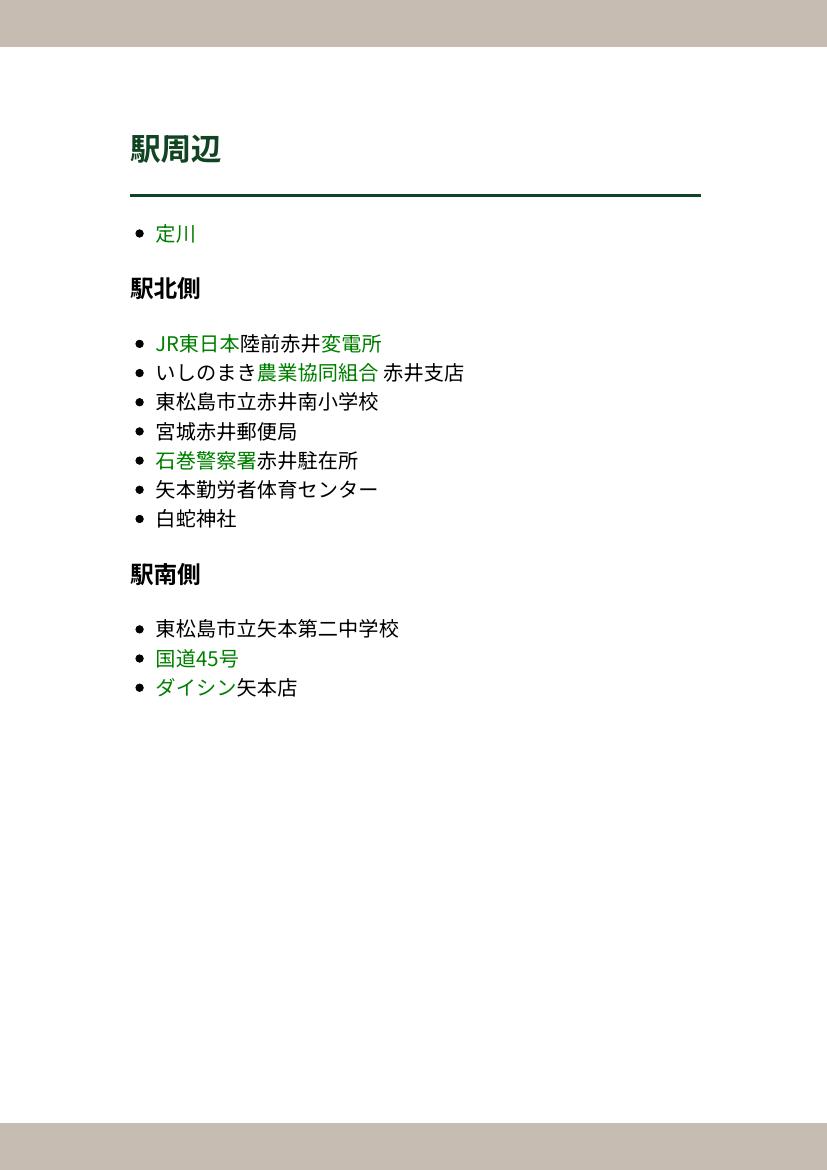 駅周辺
定川
駅北側
JR東日本陸前赤井変電所
いしのまき農業協同組合 赤井支店
東松島市立赤井南小学校
宮城赤井郵便局
石巻警察署赤井駐在所
矢本勤労者体育センター
白蛇神社
駅南側
東松島市立矢本第二中学校
国道45号
ダイシン矢本店